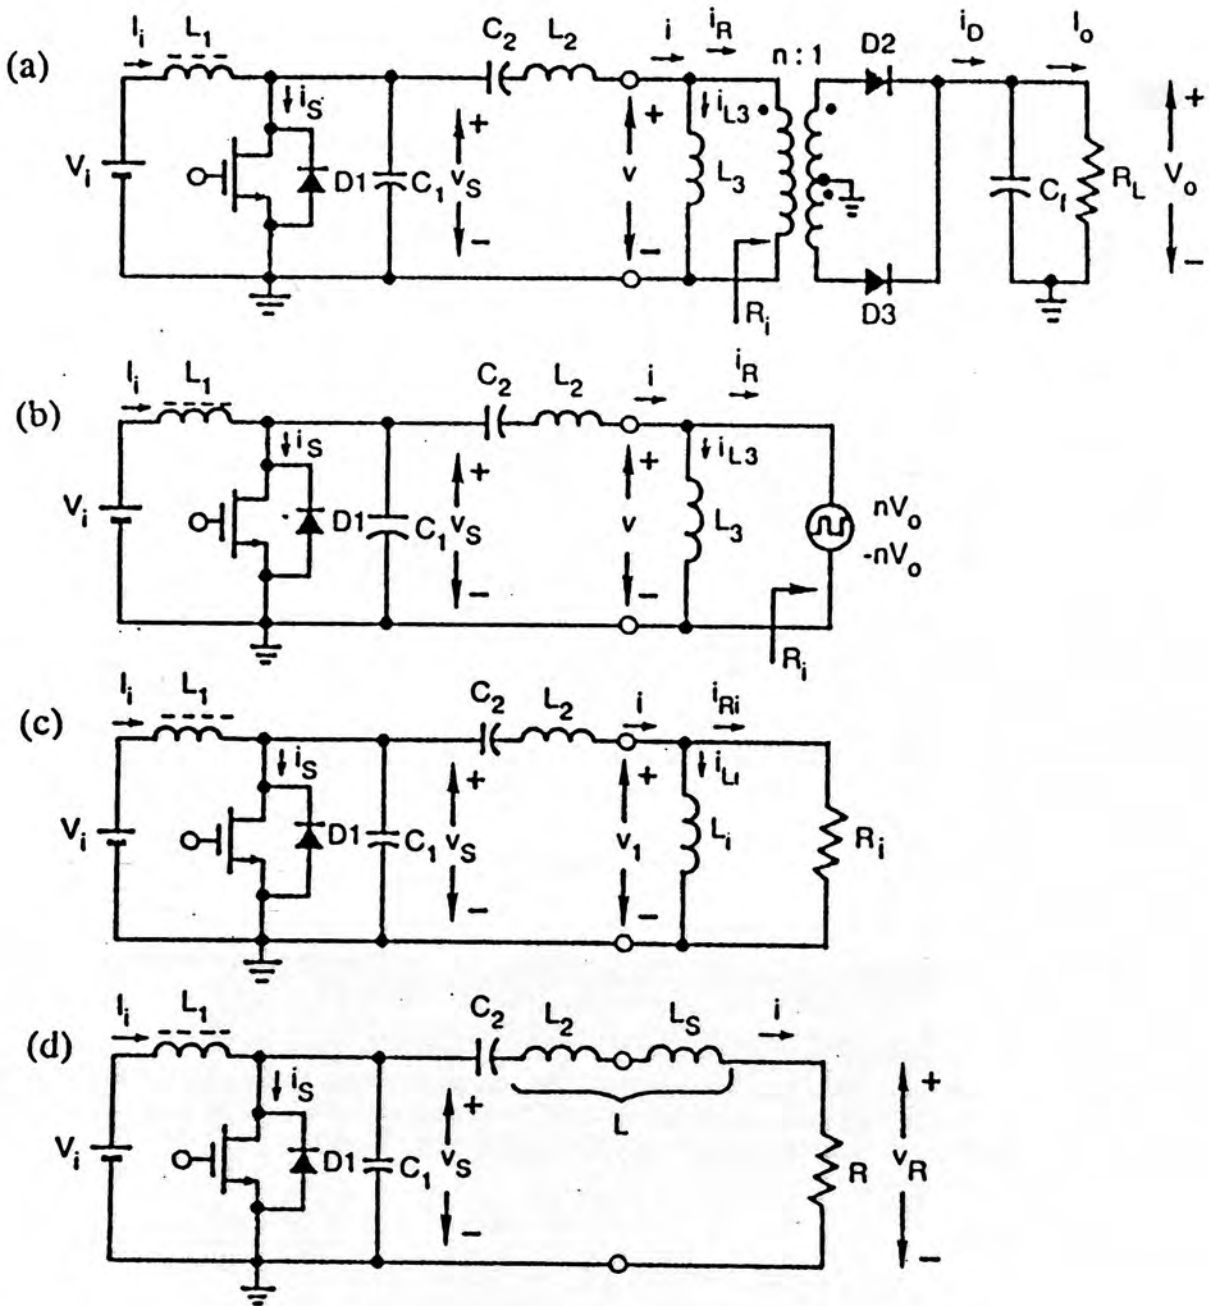 (a)
I_i L_1 C_2 L_2 i i_R n : 1 D2 i_D I_o
i_S i_L3
V_i D1 C_1 + v_S − + v − L_3 C_f R_L + V_o −
R_i D3
(b)
I_i L_1 C_2 L_2 i i_R
i_S i_L3
V_i D1 C_1 + v_S − + v − L_3 nV_o
-nV_o
R_i
(c)
I_i L_1 C_2 L_2 i i_Ri
i_S i_Li
V_i D1 C_1 + v_S − + v_1 − L_i R_i
(d)
I_i L_1 C_2 L_2 L_S i
i_S L
V_i D1 C_1 + v_S − R + v_R −